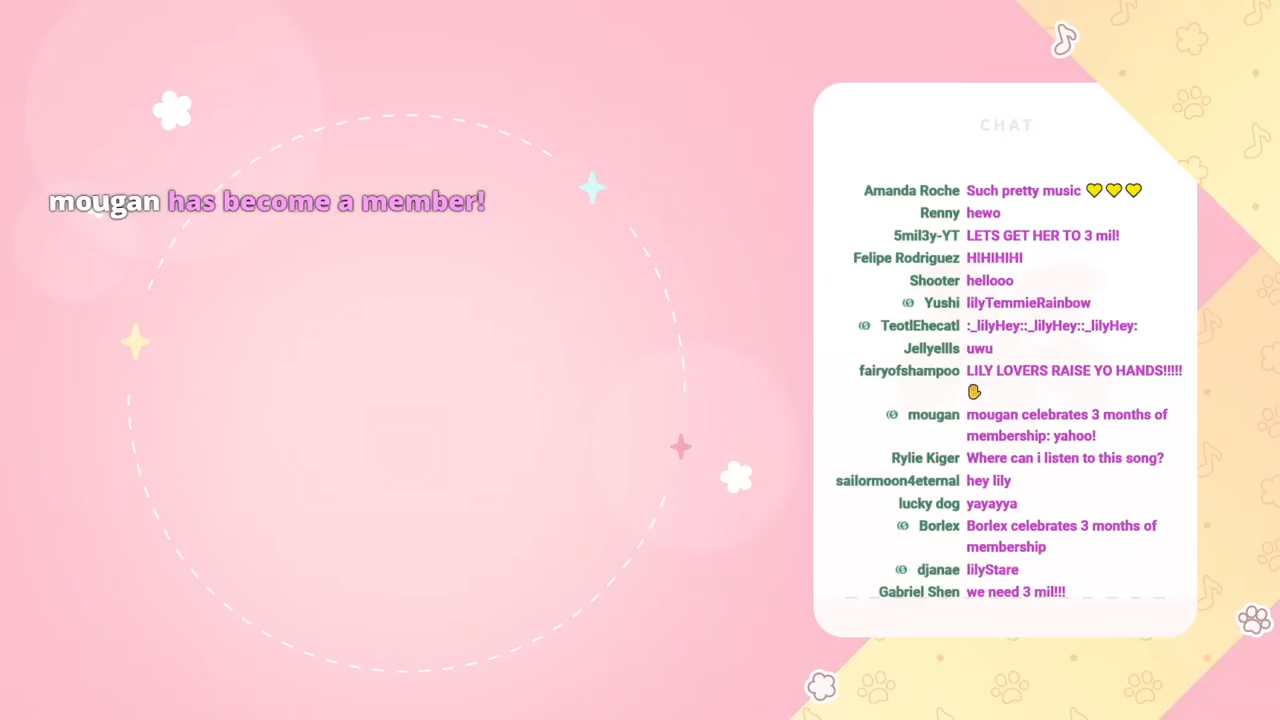 CHAT
mougan has become a member!
Amanda Roche Such pretty music 💛💛💛
Renny hewo
5mil3y-YT LETS GET HER TO 3 mil!
Felipe Rodriguez HIHIHIHI
Shooter hellooo
Yushi lilyTemmieRainbow
TeotlEhecatl :_lilyHey::_lilyHey::_lilyHey:
Jellyellls uwu
fairyofshampoo LILY LOVERS RAISE YO HANDS!!!!!
✋
mougan mougan celebrates 3 months of
membership: yahoo!
Rylie Kiger Where can i listen to this song?
sailormoon4eternal hey lily
lucky dog yayayya
Borlex Borlex celebrates 3 months of
membership
djanae lilyStare
Gabriel Shen we need 3 mil!!!